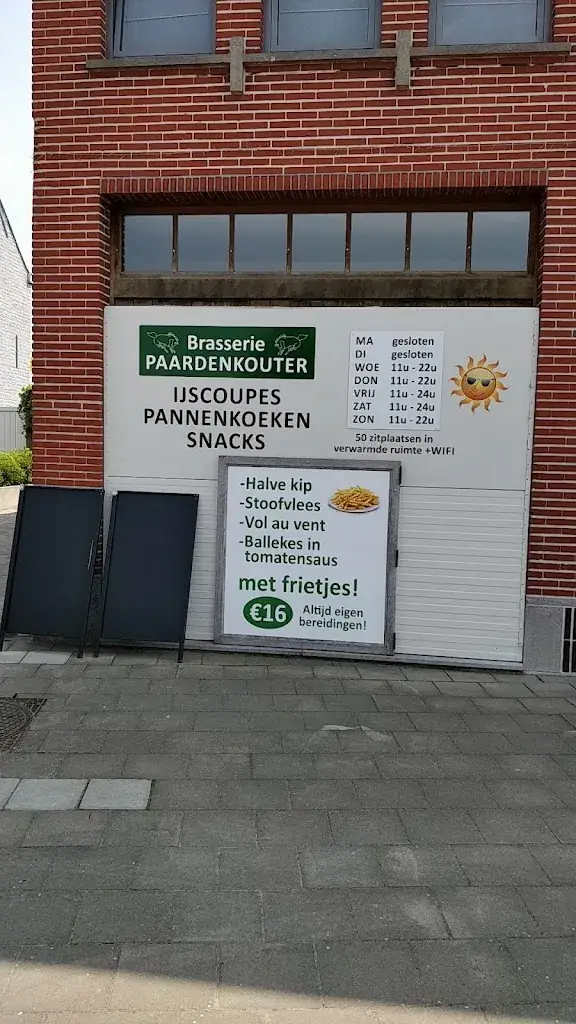 Brasserie
PAARDENKOUTER
IJSCOUPES
PANNENKOEKEN
SNACKS
MA gesloten
DI gesloten
WOE 11u - 22u
DON 11u - 22u
VRIJ 11u - 24u
ZAT 11u - 24u
ZON 11u - 22u
50 zitplaatsen in
verwarmde ruimte +WIFI
-Halve kip
-Stoofvlees
-Vol au vent
-Ballekes in
tomatensaus
met frietjes!
€16
Altijd eigen
bereidingen!